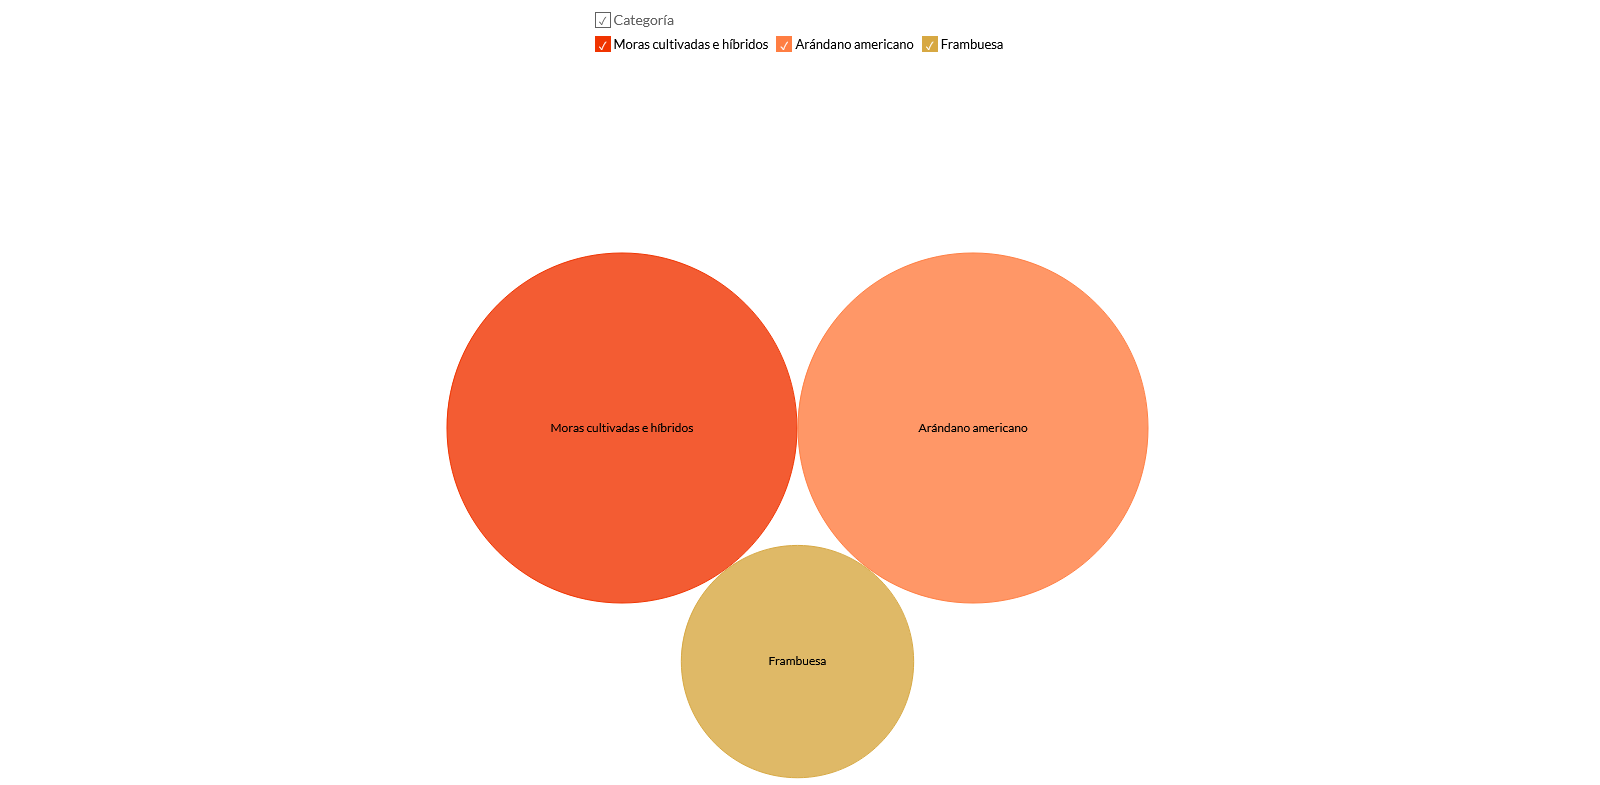 Categoría
Moras cultivadas e híbridos Arándano americano Frambuesa
Moras cultivadas e híbridos
Arándano americano
Frambuesa